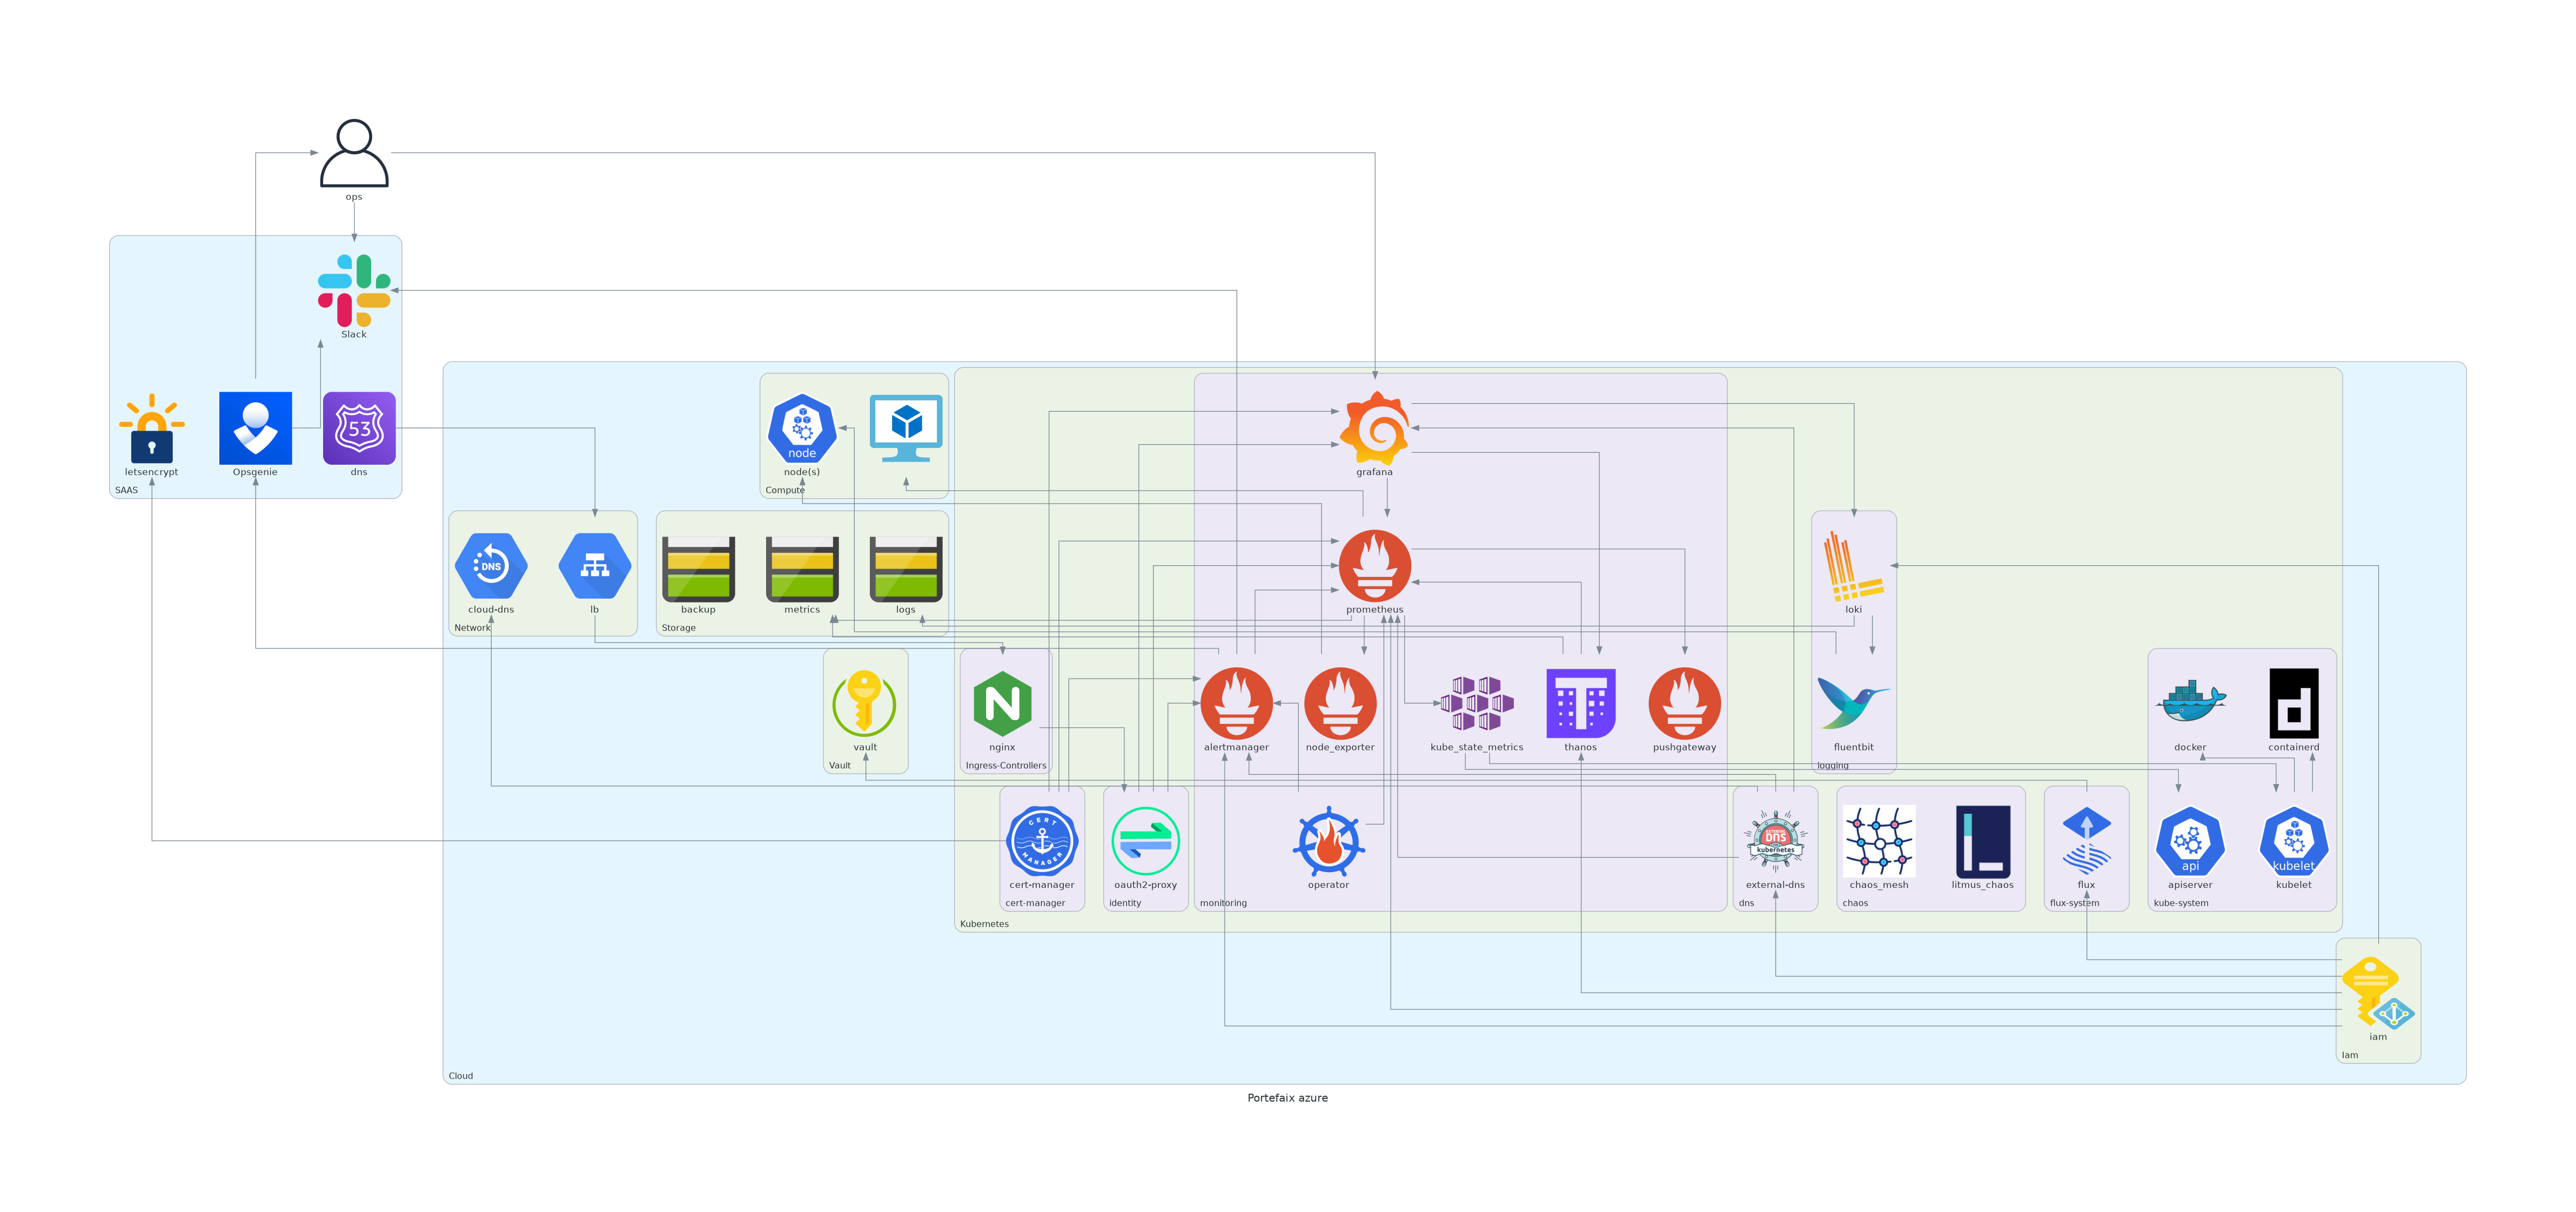 ops
Slack
letsencrypt
Opsgenie
53
dns
SAAS
node
node(s)
Compute
grafana
DNS
cloud-dns
lb
Network
backup
metrics
logs
Storage
prometheus
loki
vault
Vault
nginx
Ingress-Controllers
alertmanager
node_exporter
kube_state_metrics
thanos
pushgateway
fluentbit
logging
docker
containerd
CERT
MANAGER
cert-manager
cert-manager
oauth2-proxy
identity
operator
monitoring
EXTERNAL
DNS
kubernetes
external-dns
dns
chaos_mesh
litmus_chaos
chaos
flux
flux-system
api
apiserver
kubelet
kubelet
kube-system
Kubernetes
iam
Iam
Cloud
Portefaix azure